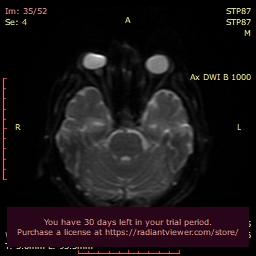 Im: 35/52
Se: 4
STP87
STP87
M
A
Ax DWI B 1000
R
L
You have 30 days left in your trial period.
Purchase a license at https://radiantviewer.com/store/